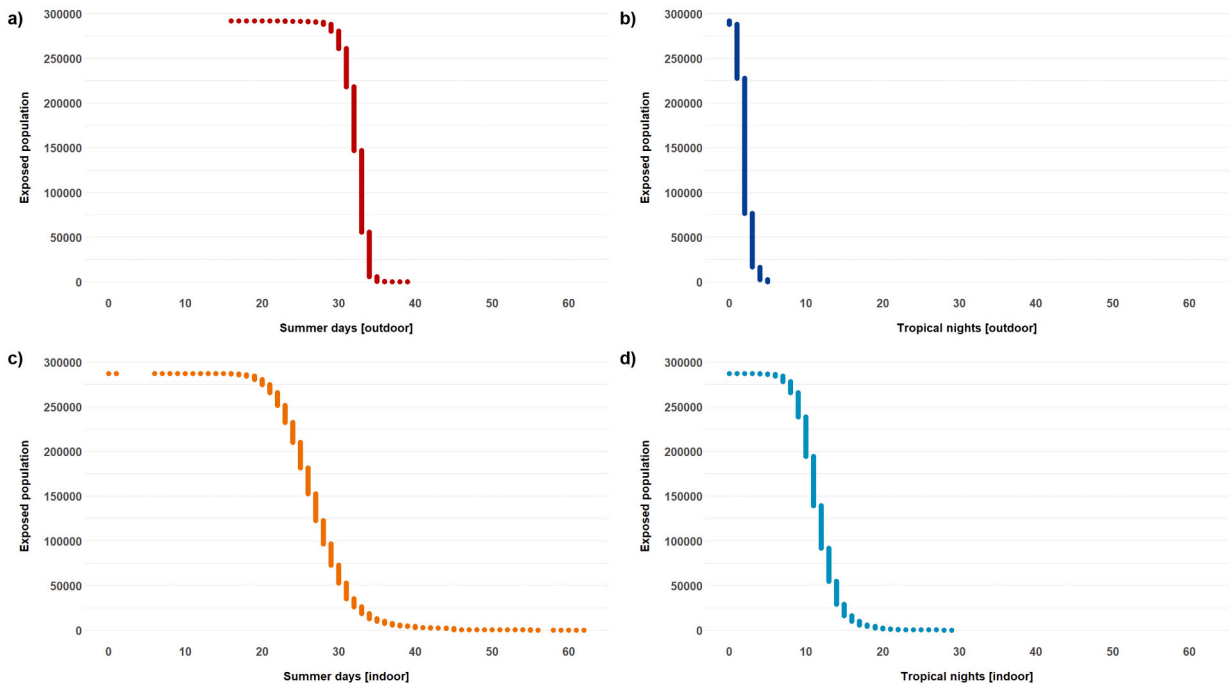 a)
300000
250000
200000
150000
100000
50000
0
Exposed population
0 10 20 30 40 50 60
Summer days [outdoor]
b)
300000
250000
200000
150000
100000
50000
0
Exposed population
0 10 20 30 40 50 60
Tropical nights [outdoor]
c)
300000
250000
200000
150000
100000
50000
0
Exposed population
0 10 20 30 40 50 60
Summer days [indoor]
d)
300000
250000
200000
150000
100000
50000
0
Exposed population
0 10 20 30 40 50 60
Tropical nights [indoor]